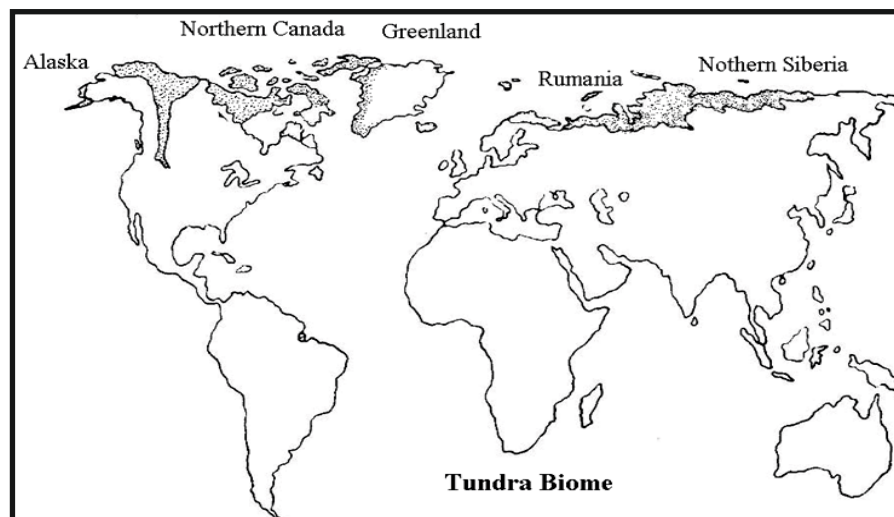 Northern Canada
Greenland
Alaska
Rumania
Nothern Siberia
Tundra Biome